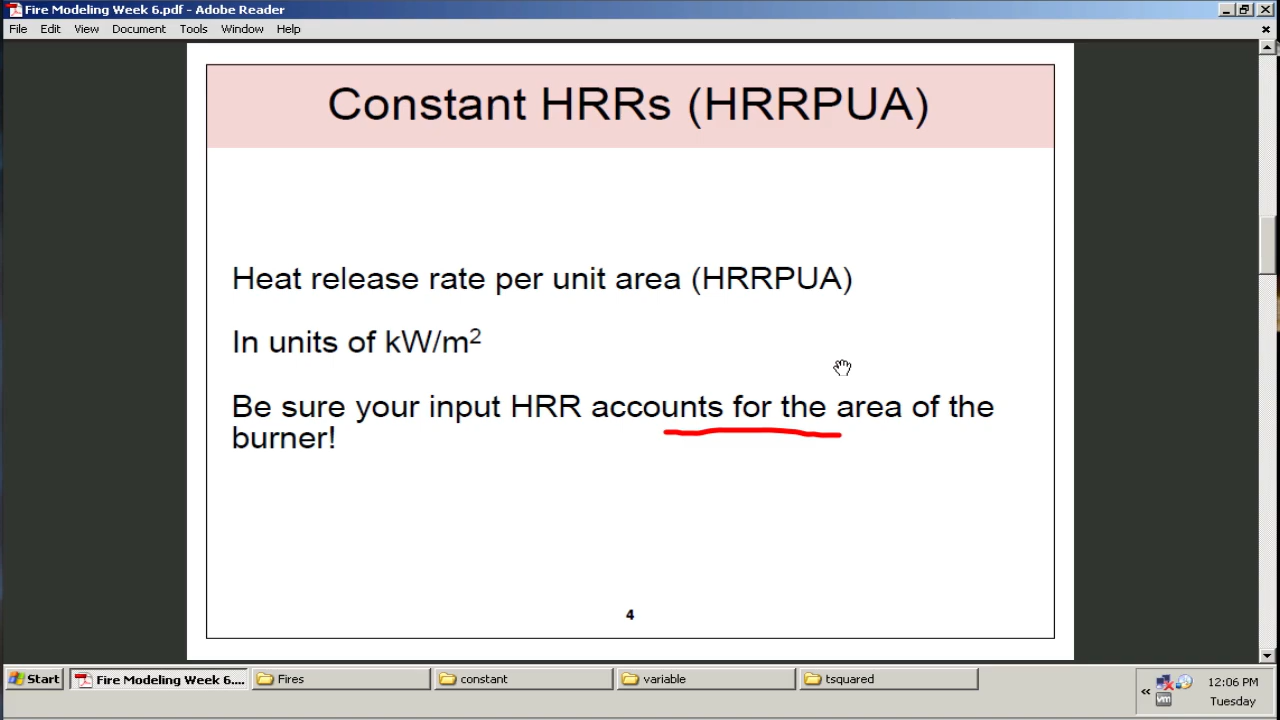 Fire Modeling Week 6.pdf - Adobe Reader
File Edit View Document Tools Window Help
Constant HRRs (HRRPUA)
Heat release rate per unit area (HRRPUA)
In units of kW/m²
Be sure your input HRR accounts for the area of the
burner!
4
Start Fire Modeling Week 6.... Fires constant variable tsquared
« vm 12:06 PM
Tuesday